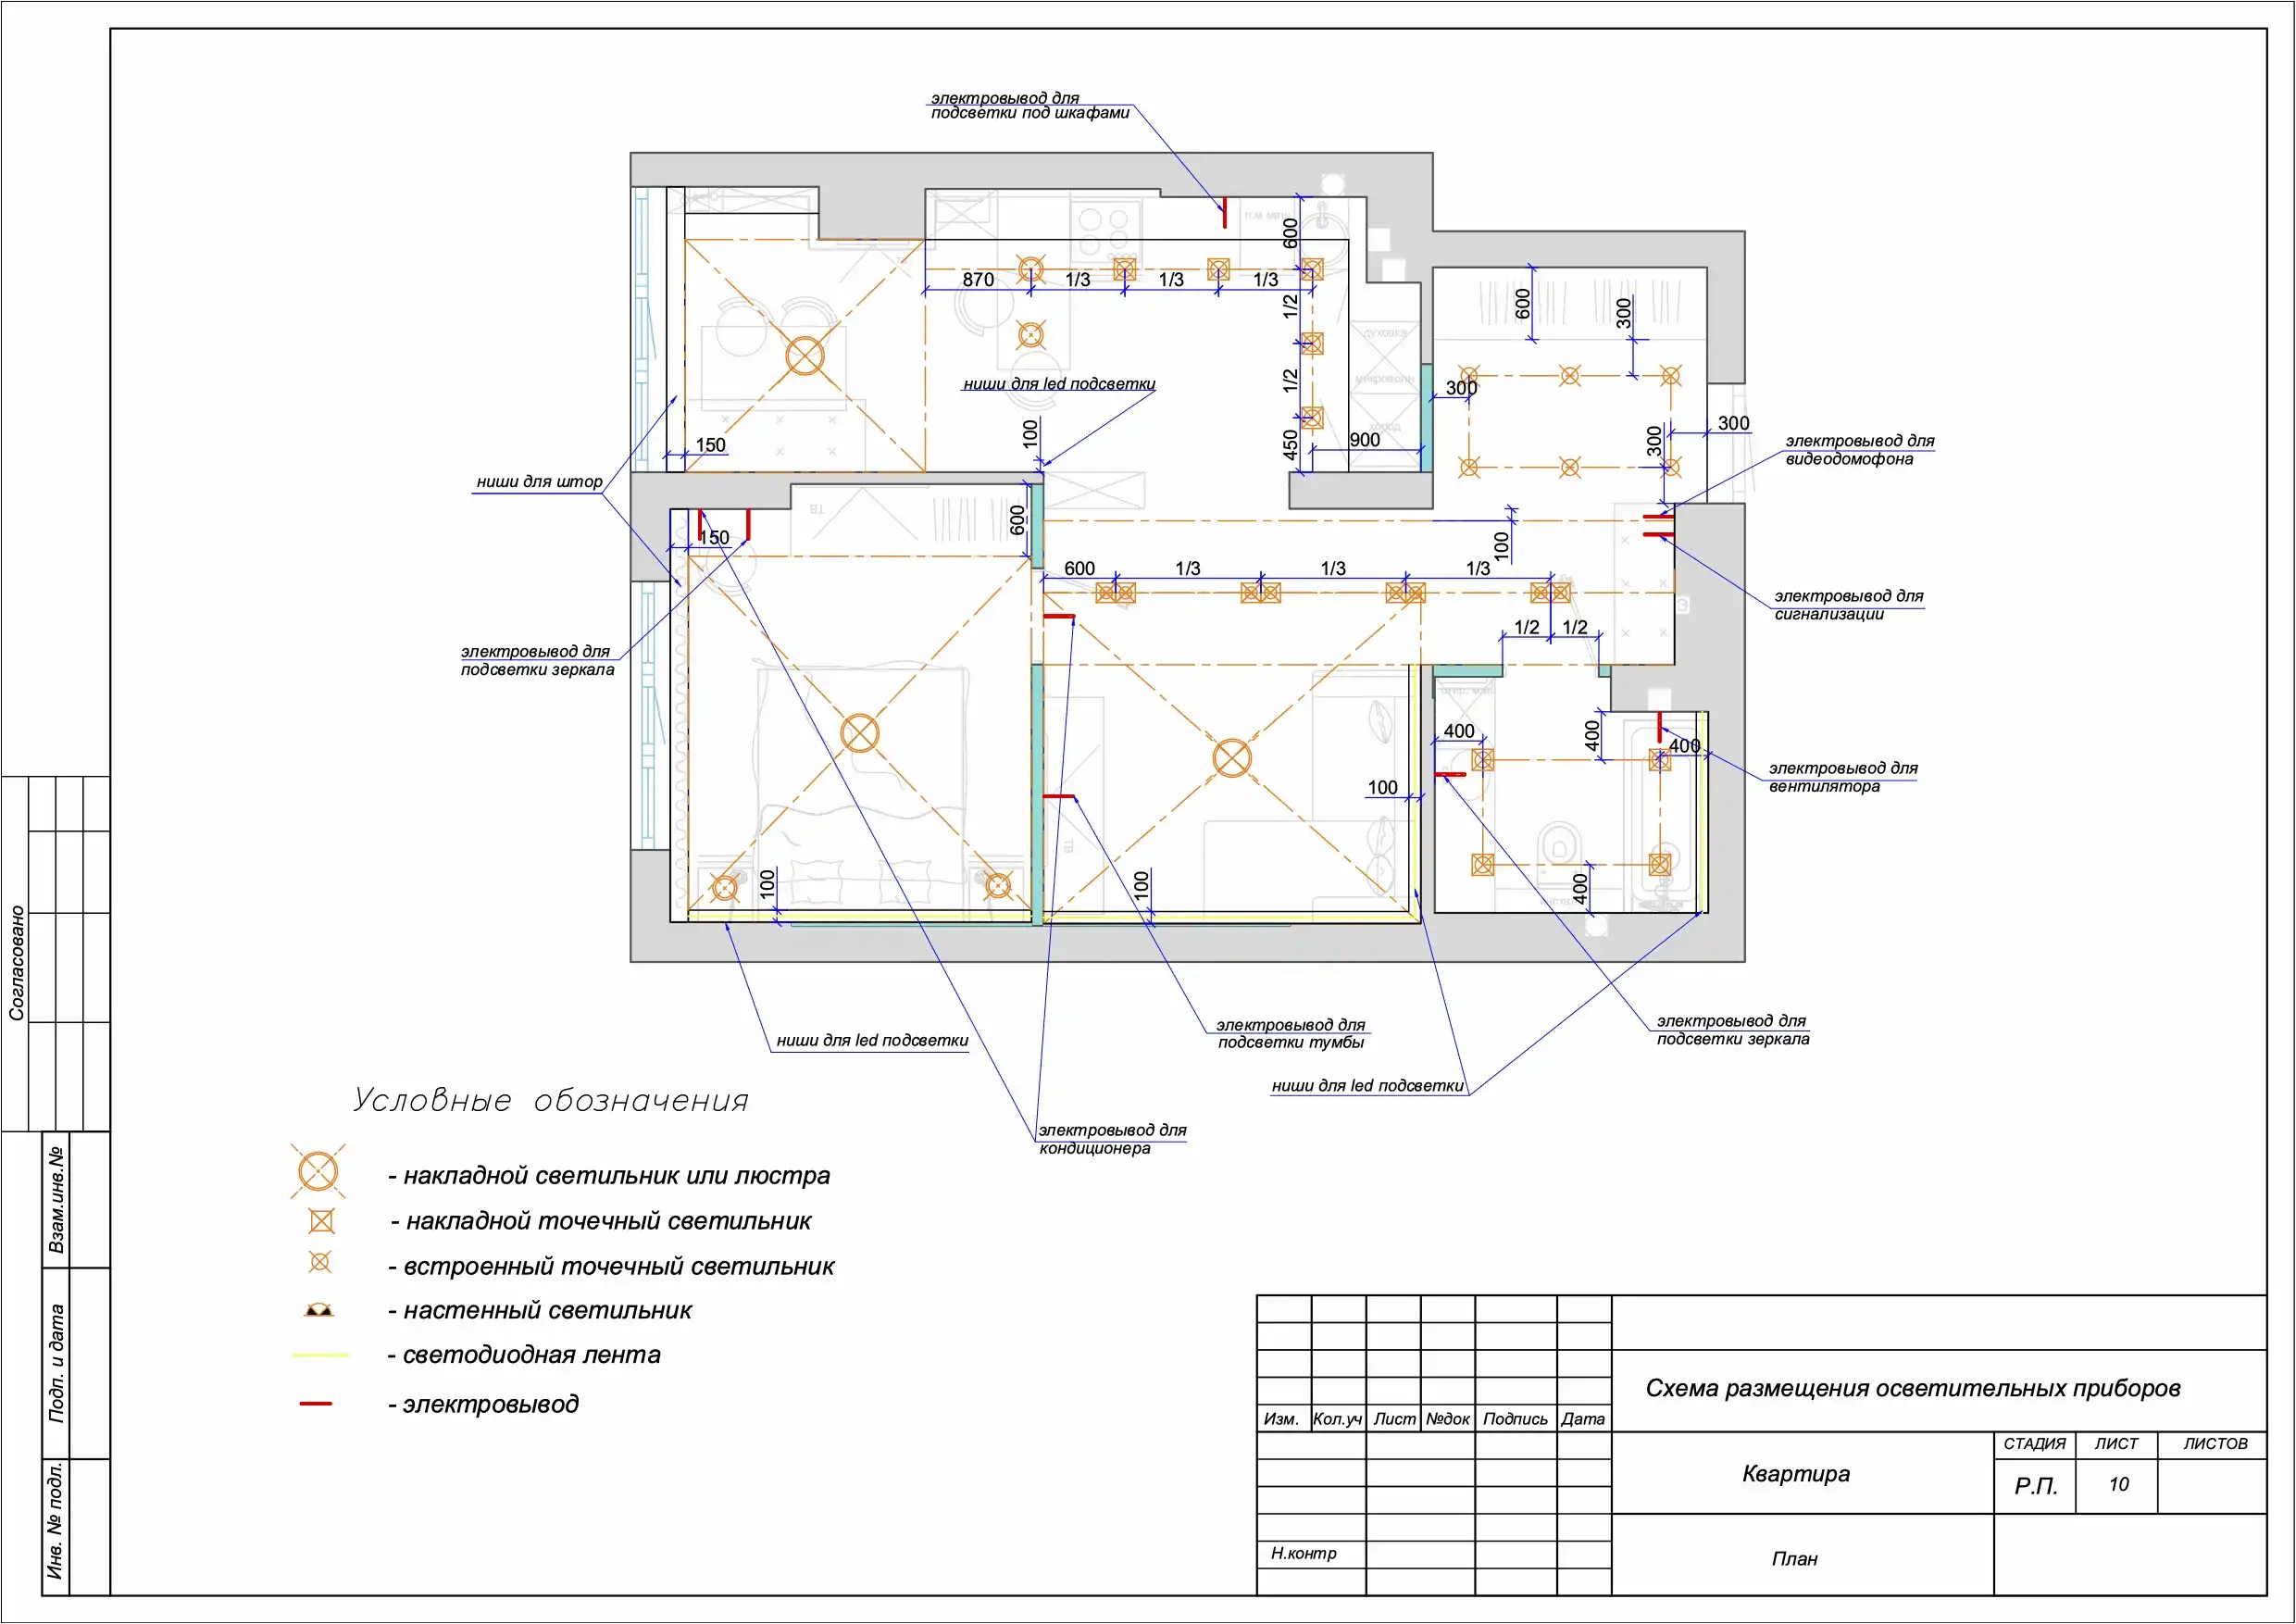 электровывод для
подсветки под шкафами
п.м маш
600
870
1/3
1/3
1/3
1/2
духовка
600
300
ниши для led подсветки
1/2
микроволн
300
100
холод
150
450
900
300
300
электровывод для
видеодомофона
ниши для штор
ТВ
600
150
100
600
1/3
1/3
1/3
электровывод для
сигнализации
1/2
1/2
электровывод для
подсветки зеркала
400
400
400
100
электровывод для
вентилятора
ТВ
100
100
400
электровывод для
подсветки тумбы
электровывод для
подсветки зеркала
ниши для led подсветки
ниши для led подсветки
электровывод для
кондиционера
Условные обозначения
- накладной светильник или люстра
- накладной точечный светильник
- встроенный точечный светильник
- настенный светильник
- светодиодная лента
- электровывод
Согласовано
Взам.инв.№
Подп. и дата
Инв. № подл.
Схема размещения осветительных приборов
Изм. Кол.уч Лист №док Подпись Дата
СТАДИЯ ЛИСТ ЛИСТОВ
Квартира
Р.П. 10
Н.контр
План